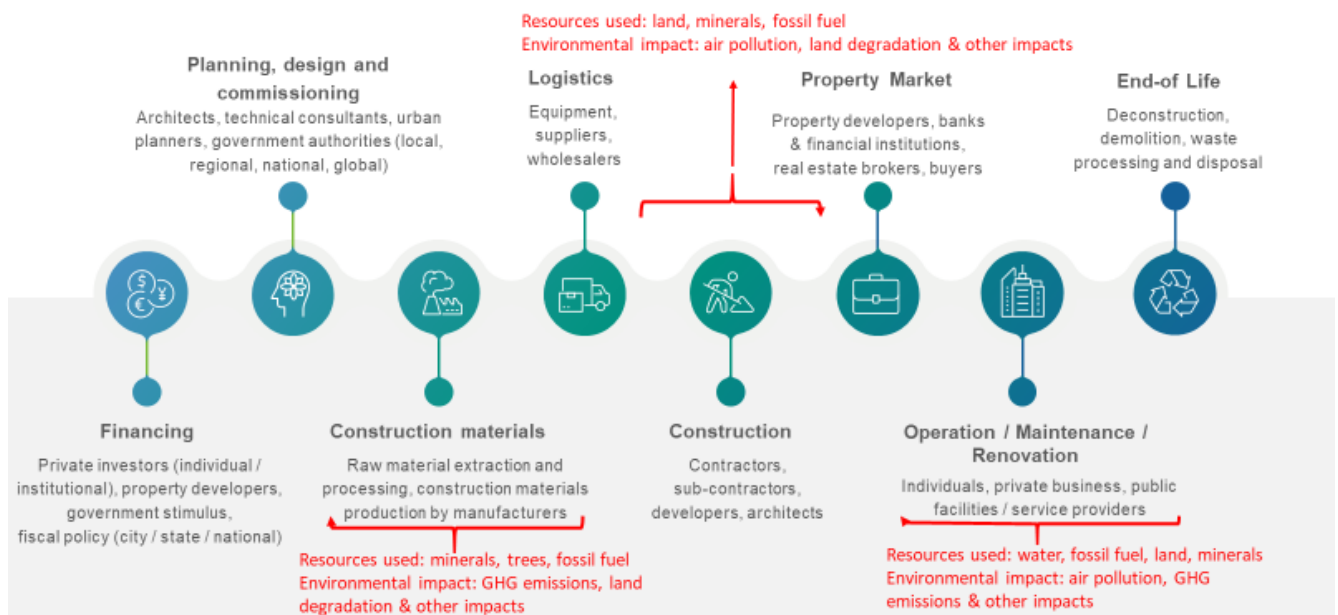 Resources used: land, minerals, fossil fuel
Environmental impact: air pollution, land degradation & other impacts
Planning, design and
commissioning
Architects, technical consultants, urban
planners, government authorities (local,
regional, national, global)
Logistics
Equipment,
suppliers,
wholesalers
Property Market
Property developers, banks
& financial institutions,
real estate brokers, buyers
End-of Life
Deconstruction,
demolition, waste
processing and disposal
$
¥
€
Financing
Private investors (individual /
institutional), property developers,
government stimulus,
fiscal policy (city / state / national)
Construction materials
Raw material extraction and
processing, construction materials
production by manufacturers
Resources used: minerals, trees, fossil fuel
Environmental impact: GHG emissions, land
degradation & other impacts
Construction
Contractors,
sub-contractors,
developers, architects
Operation / Maintenance /
Renovation
Individuals, private business, public
facilities / service providers
Resources used: water, fossil fuel, land, minerals
Environmental impact: air pollution, GHG
emissions & other impacts